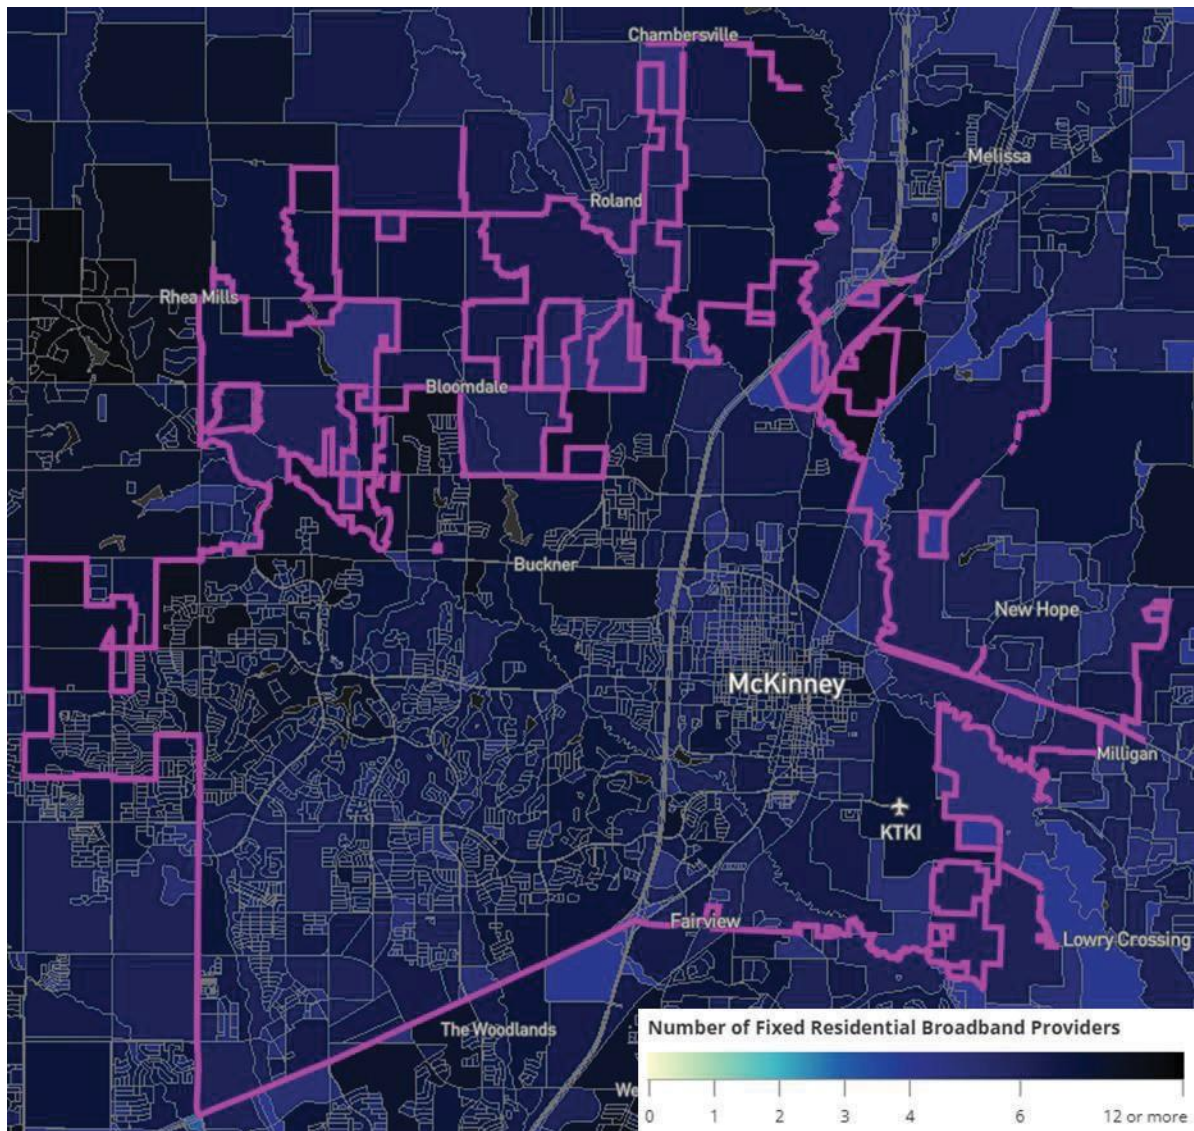 Chambersville
Melissa
Roland
Rhea Mills
Bloomdale
Buckner
New Hope
McKinney
Milligan
KTKI
Fairview
Lowry Crossing
The Woodlands
We
Number of Fixed Residential Broadband Providers
0 1 2 3 4 6 12 or more